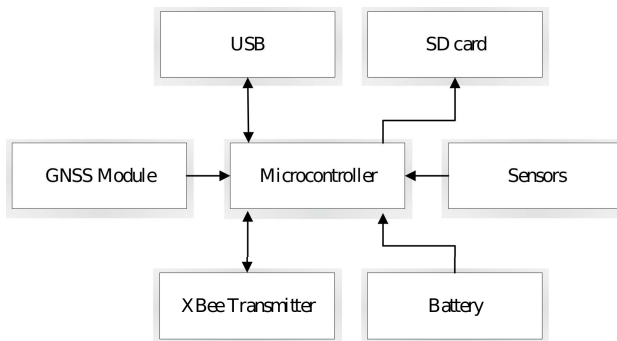 USB
SD card
GNSS Module
Microcontroller
Sensors
XBee Transmitter
Battery